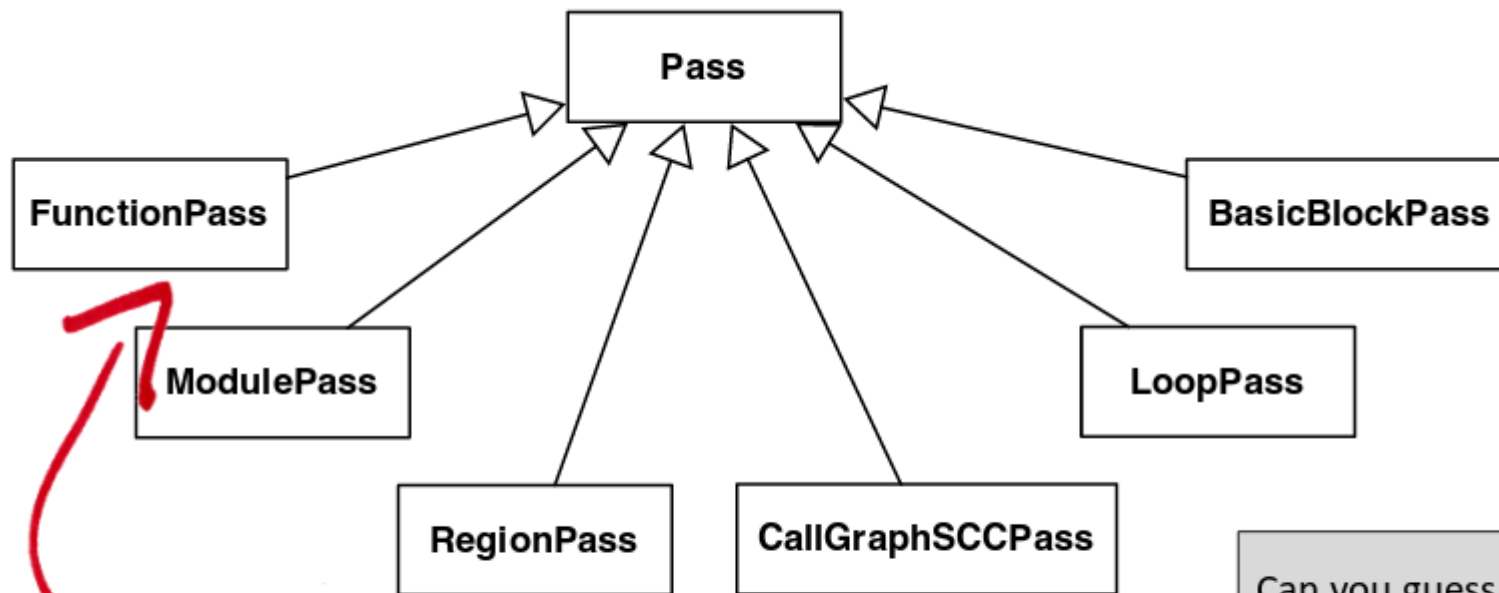 Pass
FunctionPass
BasicBlockPass
ModulePass
LoopPass
RegionPass
CallGraphSCCPass
Can you guess